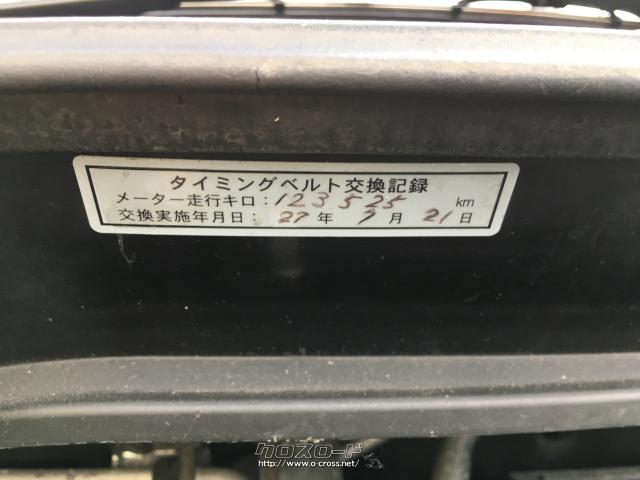 タイミングベルト交換記録
メーター走行キロ：123525 km
交換実施年月日：27年 7月 21日
クロスロード
http://www.o-cross.net/